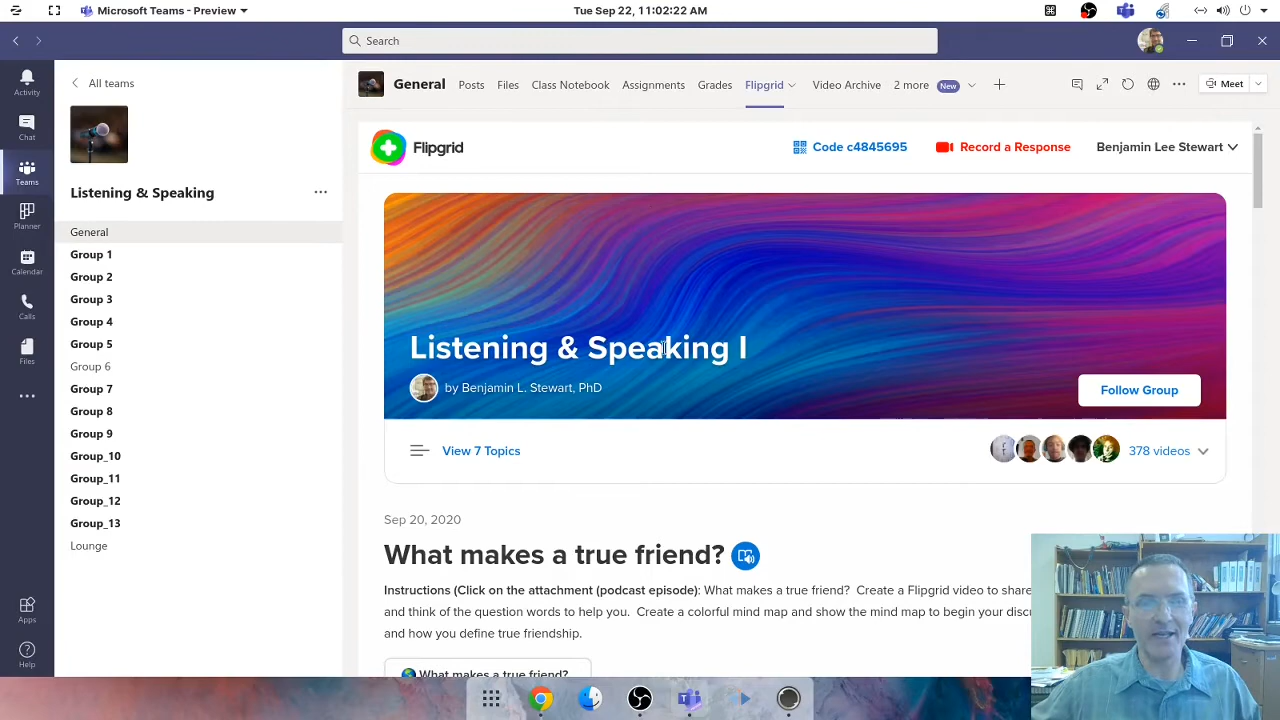 Microsoft Teams - Preview
Tue Sep 22, 11:02:22 AM
Search
Activity
Chat
Teams
Planner
Calendar
Calls
Files
Apps
Help
All teams
Listening & Speaking
General
Group 1
Group 2
Group 3
Group 4
Group 5
Group 6
Group 7
Group 8
Group 9
Group_10
Group_11
Group_12
Group_13
Lounge
General Posts Files Class Notebook Assignments Grades Flipgrid Video Archive 2 more New Meet
Flipgrid Code c4845695 Record a Response Benjamin Lee Stewart
Listening & Speaking I
by Benjamin L. Stewart, PhD
Follow Group
View 7 Topics 378 videos
Sep 20, 2020
What makes a true friend?
Instructions (Click on the attachment (podcast episode): What makes a true friend? Create a Flipgrid video to share
and think of the question words to help you. Create a colorful mind map and show the mind map to begin your discu
and how you define true friendship.
What makes a true friend?